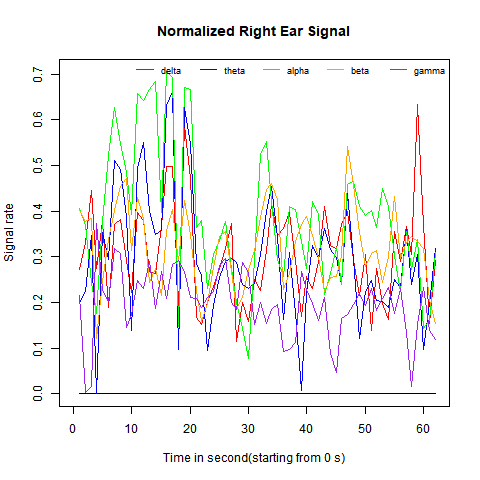 Normalized Right Ear Signal
delta theta alpha beta gamma
0.7
0.6
0.5
0.4
0.3
0.2
0.1
0.0
Signal rate
0 10 20 30 40 50 60
Time in second(starting from 0 s)